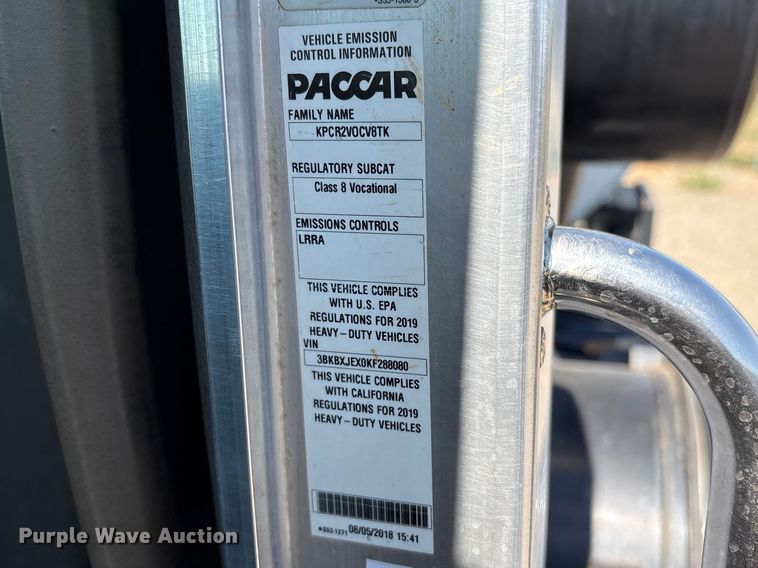 VEHICLE EMISSION
CONTROL INFORMATION
PACCAR
FAMILY NAME
KPCR2VOCV8TK
REGULATORY SUBCAT
Class 8 Vocational
EMISSIONS CONTROLS
LRRA
THIS VEHICLE COMPLIES
WITH U.S. EPA
REGULATIONS FOR 2019
HEAVY-DUTY VEHICLES
VIN
3BKBXJEX0KF288080
THIS VEHICLE COMPLIES
WITH CALIFORNIA
REGULATIONS FOR 2019
HEAVY-DUTY VEHICLES
*S53-1271 08/05/2018 15:41
Purple Wave Auction®